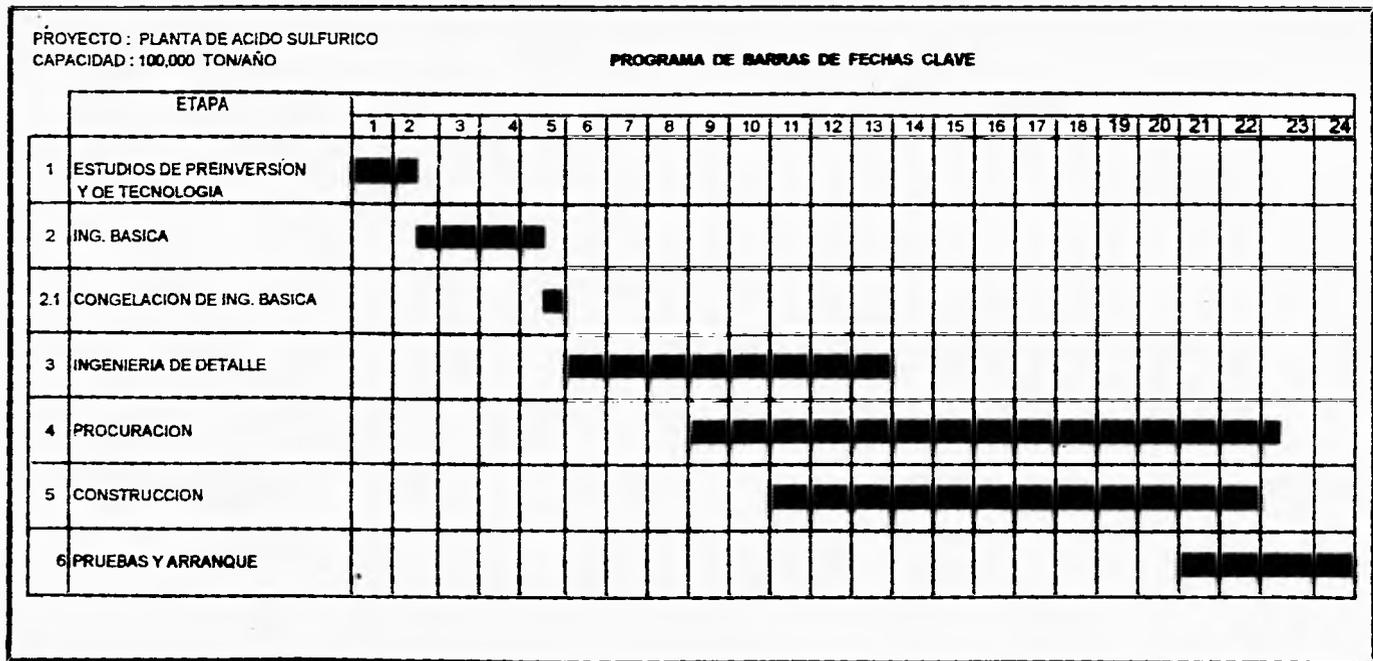 PROYECTO : PLANTA DE ACIDO SULFURICO
CAPACIDAD : 100,000 TON/AÑO
PROGRAMA DE BARRAS DE FECHAS CLAVE
ETAPA
1 2 3 4 5 6 7 8 9 10 11 12 13 14 15 16 17 18 19 20 21 22 23 24
1 ESTUDIOS DE PREINVERSIÓN
Y OE TECNOLOGIA
2 ING. BASICA
2.1 CONGELACION DE ING. BASICA
3 INGENIERIA DE DETALLE
4 PROCURACION
5 CONSTRUCCION
6 PRUEBAS Y ARRANQUE